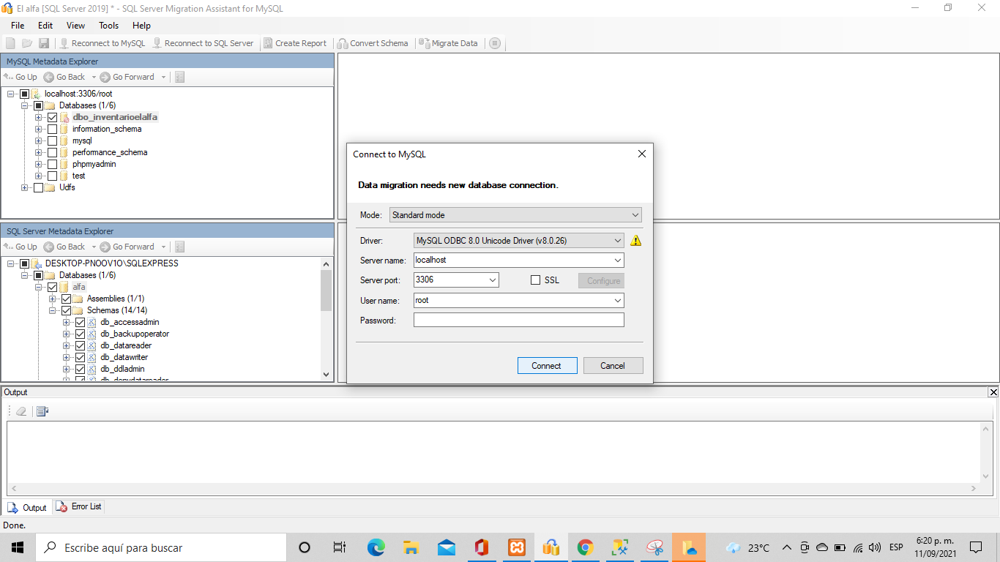 El alfa [SQL Server 2019] * - SQL Server Migration Assistant for MySQL
File Edit View Tools Help
Reconnect to MySQL Reconnect to SQL Server Create Report Convert Schema Migrate Data
MySQL Metadata Explorer
Go Up Go Back Go Forward
localhost:3306/root
Databases (1/6)
dbo_inventarioelalfa
information_schema
mysql
performance_schema
phpmyadmin
test
Udfs
SQL Server Metadata Explorer
Go Up Go Back Go Forward
DESKTOP-PNOOV1O\SQLEXPRESS
Databases (1/6)
alfa
Assemblies (1/1)
Schemas (14/14)
db_accessadmin
db_backupoperator
db_datareader
db_datawriter
db_ddladmin
db_denydatareader
Connect to MySQL
Data migration needs new database connection.
Mode: Standard mode
Driver: MySQL ODBC 8.0 Unicode Driver (v8.0.26)
Server name: localhost
Server port: 3306 SSL Configure
User name: root
Password:
Connect Cancel
Output
Output Error List
Done.
Escribe aquí para buscar
23°C
ESP
6:20 p. m.
11/09/2021